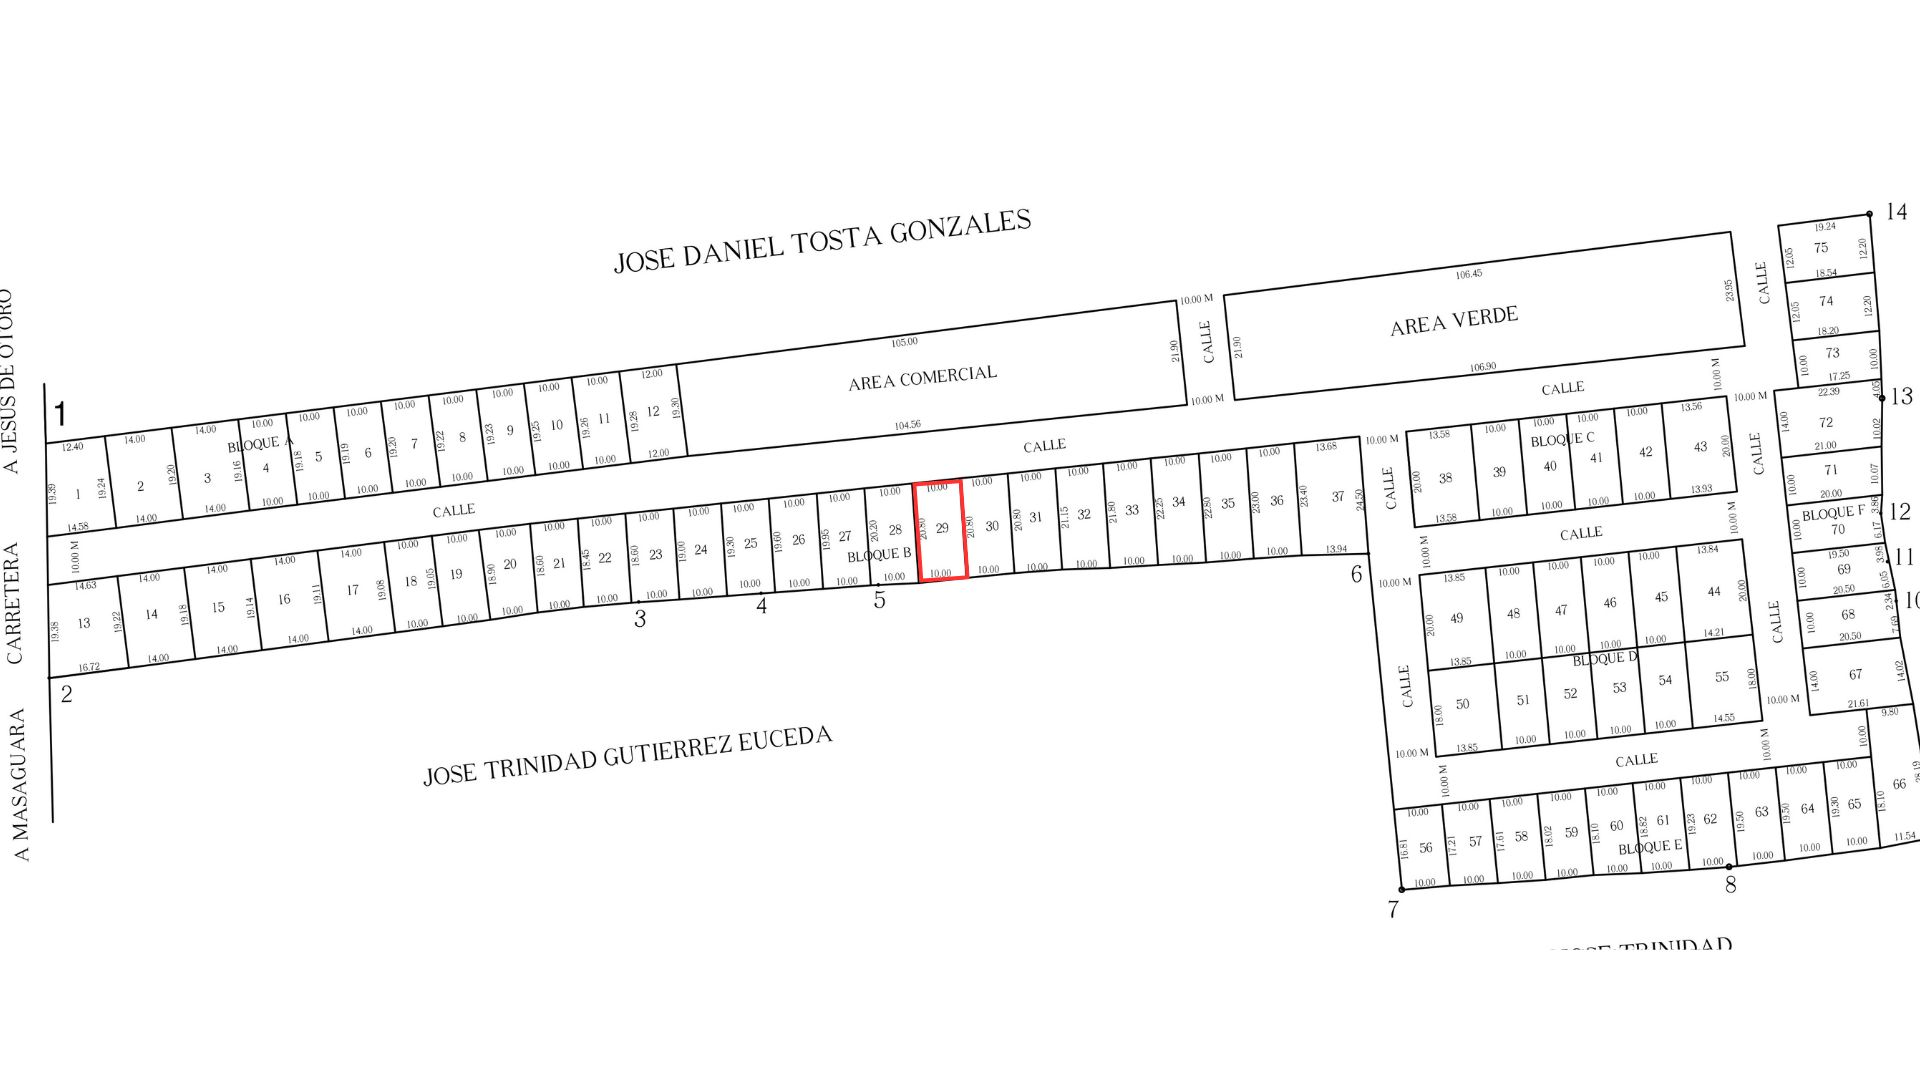 JOSE DANIEL TOSTA GONZALES
14
19.24
12.05 75 12.20
18.54
12.05 74 12.20
18.20
10.00 73 10.00
17.25
CALLE
106.45
AREA VERDE
21.90 23.95
106.90
10.00 M
CALLE
10.00 M
105.00
AREA COMERCIAL
21.90
104.56
A JESUS DE OTORO
CARRETERA
A MASAGUARA
1
12.40 14.00 14.00 10.00 10.00 10.00 10.00 10.00 10.00 10.00 10.00 12.00
BLOQUE A
19.39 1 19.24 2 19.20 3 19.16 4 19.18 5 19.19 6 19.20 7 19.22 8 19.23 9 19.25 10 19.26 11 19.28 12 19.30
14.58 14.00 14.00 10.00 10.00 10.00 10.00 10.00 10.00 10.00 10.00 12.00
10.00 M
CALLE
CALLE
CALLE
10.00 M
14.63 14.00 14.00 14.00 14.00 10.00 10.00 10.00 10.00 10.00 10.00 10.00 10.00 10.00 10.00 10.00 10.00 10.00 10.00 10.00 10.00 10.00 10.00 10.00 13.68
19.38 13 19.22 14 19.18 15 19.14 16 19.11 17 19.08 18 19.05 19 18.90 20 18.60 21 18.45 22 18.60 23 19.00 24 19.30 25 19.60 26 19.95 27 20.20 28 20.80 29 20.80 30 20.80 31 21.15 32 21.80 33 22.25 34 22.80 35 23.00 36 23.40 37 24.50
BLOQUE B
16.72 14.00 14.00 14.00 14.00 10.00 10.00 10.00 10.00 10.00 10.00 10.00 10.00 10.00 10.00 10.00 10.00 10.00 10.00 10.00 10.00 10.00 10.00 10.00 13.94
2
3
4
5
6
10.00 M
CALLE
13.58 10.00 10.00 10.00 10.00 13.56
BLOQUE C
20.00 38 39 40 41 42 43 20.00
13.58 10.00 10.00 10.00 10.00 13.93
10.00 M
CALLE
10.00 M
10.00 M
CALLE
13
22.39 4.05
14.00 72 10.02
21.00
71 10.07
10.00 20.00 3.86
BLOQUE F
12
10.00 70 6.17
19.50 3.98
11
10.00 69 6.05
20.50 2.34
10
10.00 68 7.69
20.50
14.00 67 14.02
21.61
9.80
10.00 M
13.85 10.00 10.00 10.00 10.00 13.84
20.00 49 48 47 46 45 44 20.00
13.85 10.00 10.00 10.00 10.00 14.21
BLOQUE D
18.00 50 51 52 53 54 55 18.00
13.85 10.00 10.00 10.00 10.00 14.55
CALLE
CALLE
10.00 M
10.00 M
10.00 M
CALLE
10.00 M
10.00
10.00 10.00 10.00 10.00 10.00 10.00 10.00 10.00 10.00 10.00
16.81 56 17.21 57 17.61 58 18.02 59 18.10 60 18.82 61 19.23 62 19.50 63 19.50 64 19.30 65 18.10 66
BLOQUE E
10.00 10.00 10.00 10.00 10.00 10.00 10.00 10.00 10.00 10.00 11.54
7
8
JOSE TRINIDAD GUTIERREZ EUCEDA
JOSE TRINIDAD